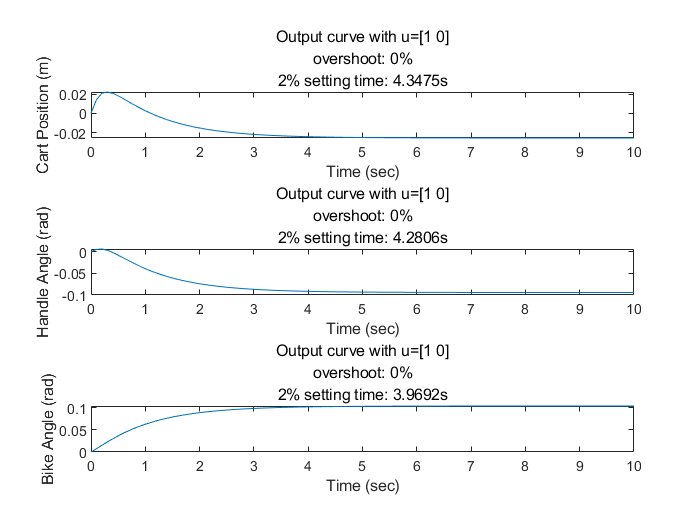 Output curve with u=[1 0]
overshoot: 0%
2% setting time: 4.3475s
Cart Position (m)
0.02
0
-0.02
0 1 2 3 4 5 6 7 8 9 10
Time (sec)
Output curve with u=[1 0]
overshoot: 0%
2% setting time: 4.2806s
Handle Angle (rad)
0
-0.05
-0.1
0 1 2 3 4 5 6 7 8 9 10
Time (sec)
Output curve with u=[1 0]
overshoot: 0%
2% setting time: 3.9692s
Bike Angle (rad)
0.1
0.05
0
0 1 2 3 4 5 6 7 8 9 10
Time (sec)